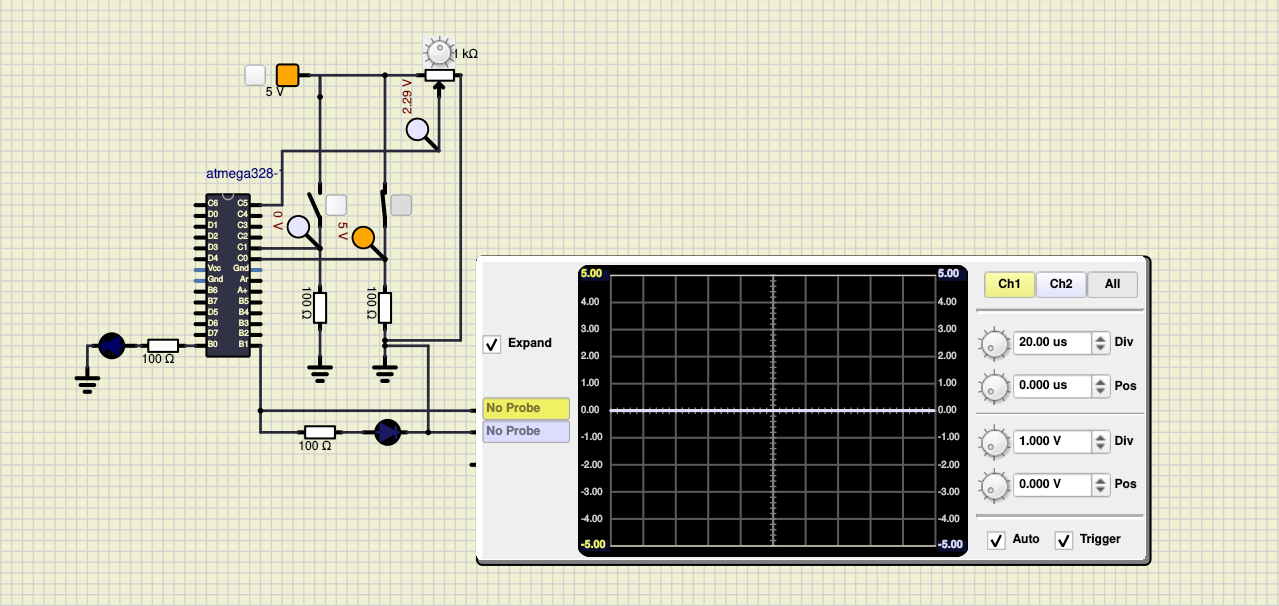 1 kΩ
5 V
2.29 V
atmega328-1
C6 C5
D0 C4
D1 C3
D2 C2
D3 C1
D4 C0
Vcc Gnd
Gnd Ar
B6 A+
B7 B5
D5 B4
D6 B3
D7 B2
B0 B1
0 V
5 V
100 Ω
100 Ω
100 Ω
100 Ω
Expand
No Probe
No Probe
5.00 5.00
4.00 4.00
3.00 3.00
2.00 2.00
1.00 1.00
0.00 0.00
-1.00 -1.00
-2.00 -2.00
-3.00 -3.00
-4.00 -4.00
-5.00 -5.00
Ch1 Ch2 All
20.00 us Div
0.000 us Pos
1.000 V Div
0.000 V Pos
Auto Trigger